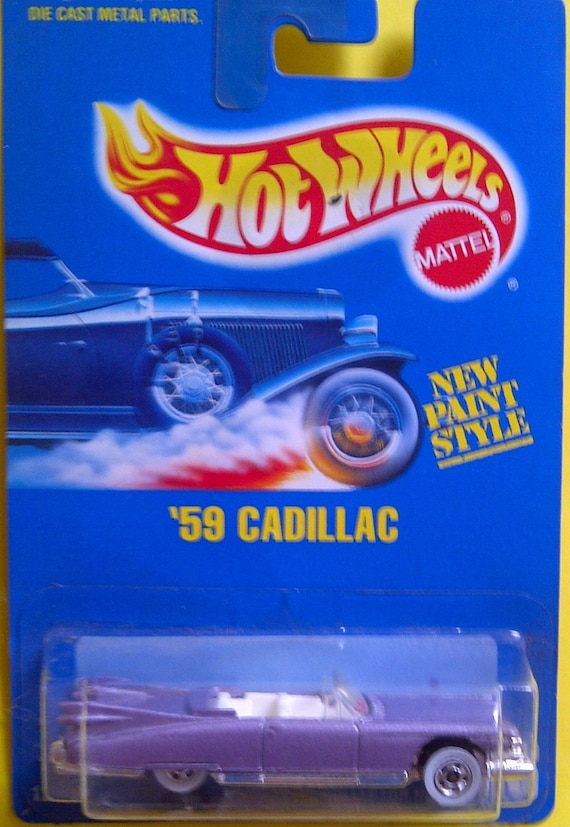 DIE CAST METAL PARTS.
HOT WHEELS®
MATTEL
®
NEW
PAINT
STYLE
'59 CADILLAC